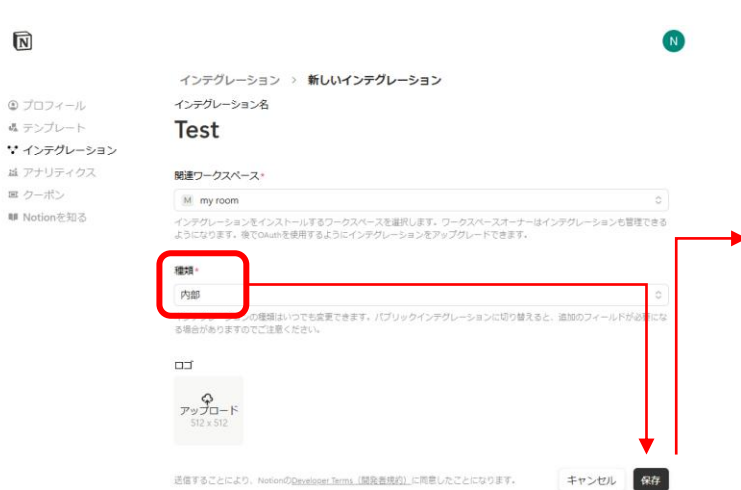 N
N
インテグレーション > 新しいインテグレーション
プロフィール
テンプレート
インテグレーション
アナリティクス
クーポン
Notionを知る
インテグレーション名
Test
関連ワークスペース*
M my room
インテグレーションをインストールするワークスペースを選択します。ワークスペースオーナーはインテグレーションも管理できる
ようになります。後でOAuthを使用するようにインテグレーションをアップグレードできます。
種類*
内部
の種類はいつでも変更できます。パブリックインテグレーションに切り替えると、追加のフィールドが必要にな
る場合がありますのでご注意ください。
ロゴ
アップロード
512 x 512
送信することにより、NotionのDeveloper Terms（開発者規約）に同意したことになります。
キャンセル
保存